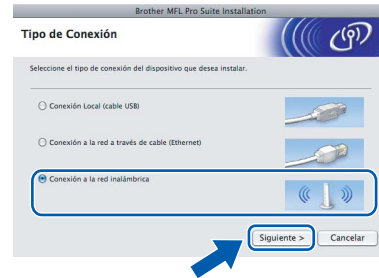 Brother MFL Pro Suite Installation
Tipo de Conexión
Seleccione el tipo de conexión del dispositivo que desea instalar.
Conexión Local (cable USB)
Conexión a la red a través de cable (Ethernet)
Conexión a la red inalámbrica
Siguiente >
Cancelar